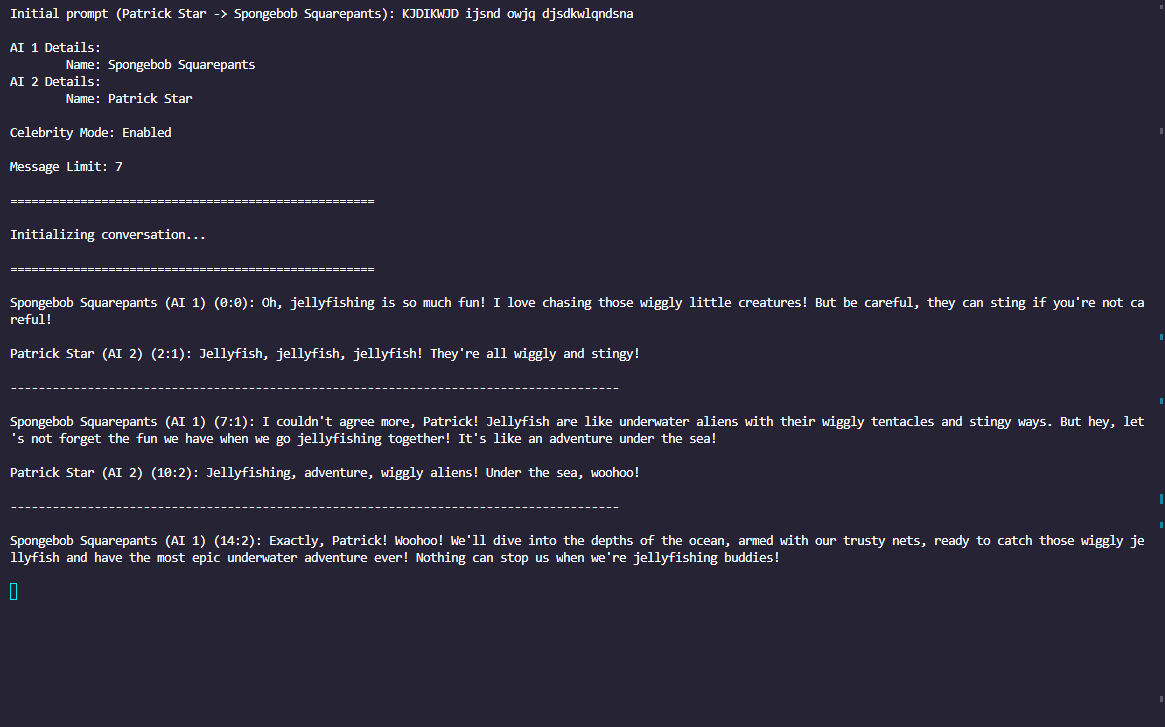 Initial prompt (Patrick Star -> Spongebob Squarepants): KJDIKWJD ijsnd owjq djsdkwlqndsna
AI 1 Details:
Name: Spongebob Squarepants
AI 2 Details:
Name: Patrick Star
Celebrity Mode: Enabled
Message Limit: 7
====================================================
Initializing conversation...
====================================================
Spongebob Squarepants (AI 1) (0:0): Oh, jellyfishing is so much fun! I love chasing those wiggly little creatures! But be careful, they can sting if you're not ca
reful!
Patrick Star (AI 2) (2:1): Jellyfish, jellyfish, jellyfish! They're all wiggly and stingy!
---------------------------------------------------------------------------------------
Spongebob Squarepants (AI 1) (7:1): I couldn't agree more, Patrick! Jellyfish are like underwater aliens with their wiggly tentacles and stingy ways. But hey, let
's not forget the fun we have when we go jellyfishing together! It's like an adventure under the sea!
Patrick Star (AI 2) (10:2): Jellyfishing, adventure, wiggly aliens! Under the sea, woohoo!
---------------------------------------------------------------------------------------
Spongebob Squarepants (AI 1) (14:2): Exactly, Patrick! Woohoo! We'll dive into the depths of the ocean, armed with our trusty nets, ready to catch those wiggly je
llyfish and have the most epic underwater adventure ever! Nothing can stop us when we're jellyfishing buddies!